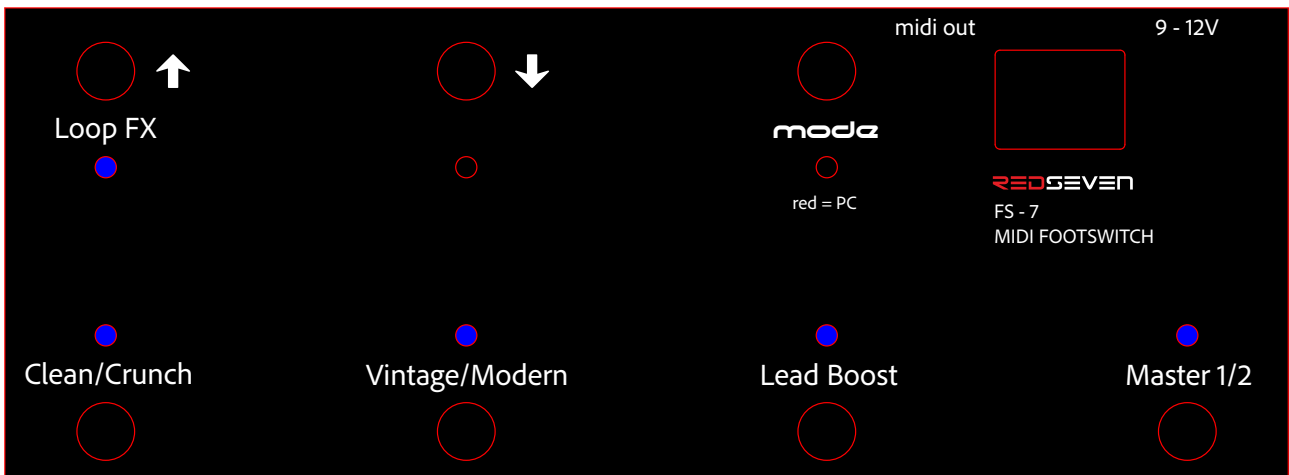 midi out
9 - 12V
Loop FX
mode
red = PC
REDSEVEN
FS - 7
MIDI FOOTSWITCH
Clean/Crunch
Vintage/Modern
Lead Boost
Master 1/2